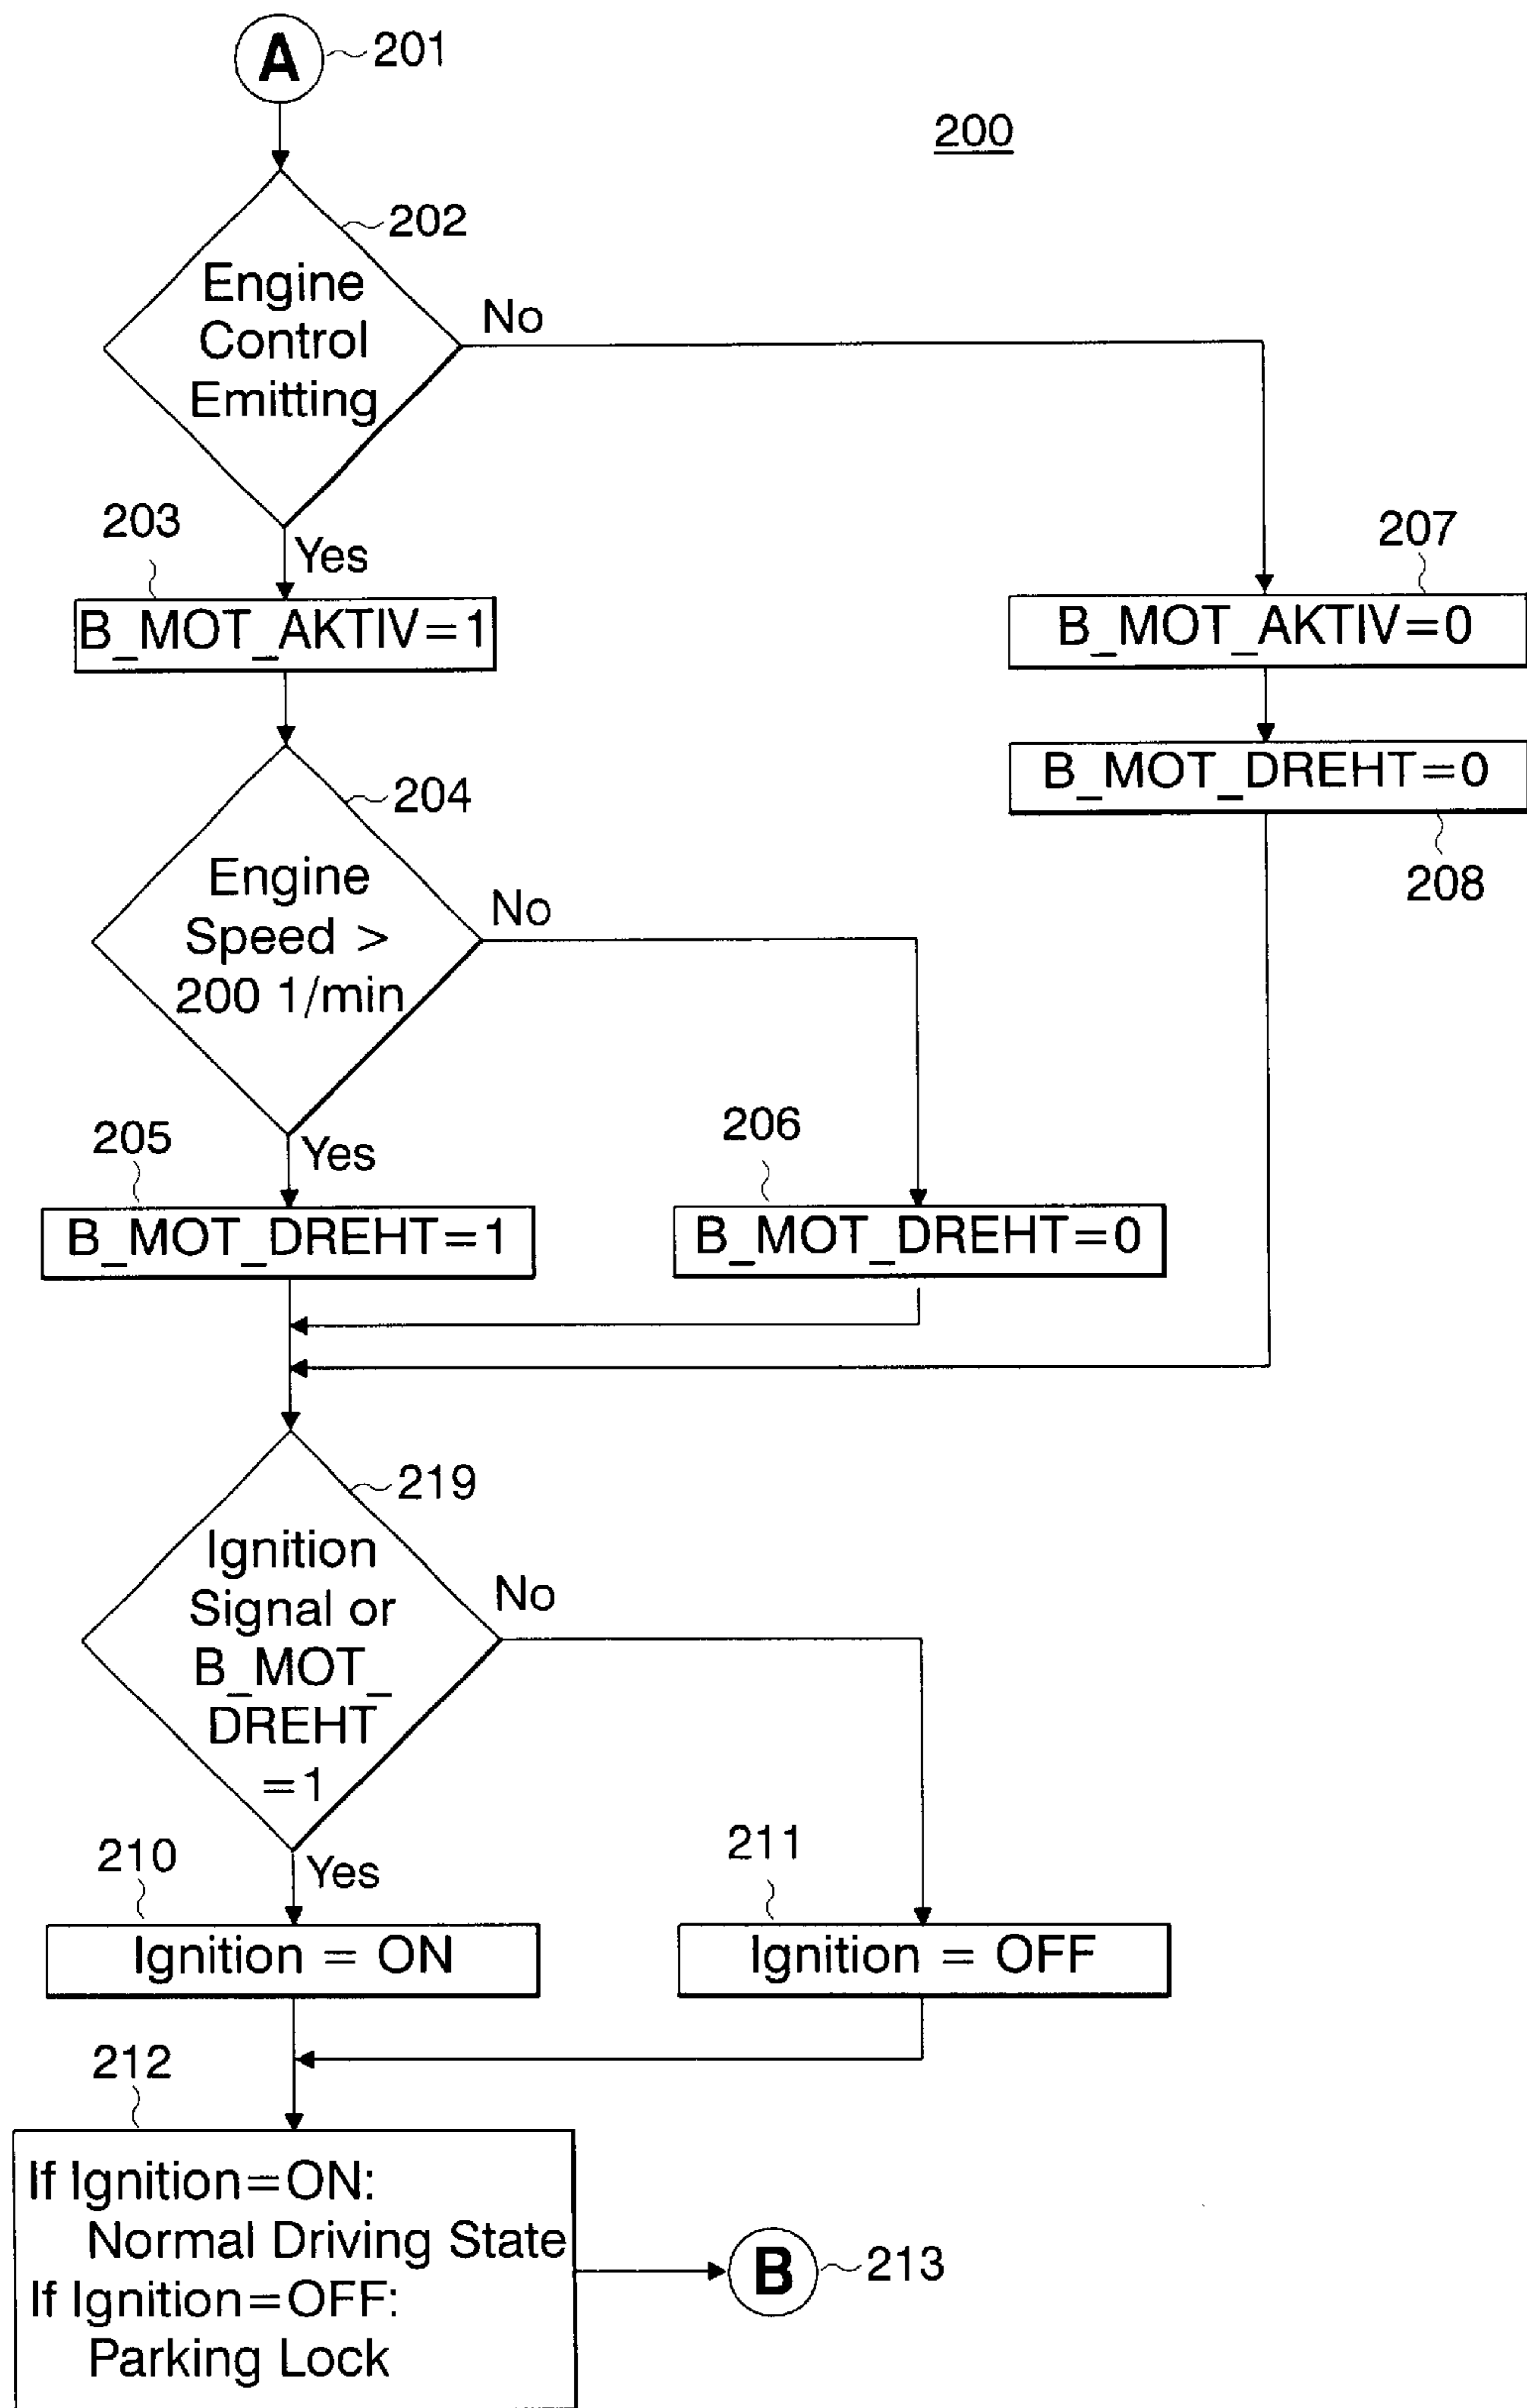 A
201
200
202
Engine
Control
Emitting
No
Yes
203
B_MOT_AKTIV=1
207
B_MOT_AKTIV=0
B_MOT_DREHT=0
208
204
Engine
Speed >
200 1/min
No
Yes
205
B_MOT_DREHT=1
206
B_MOT_DREHT=0
219
Ignition
Signal or
B_MOT_
DREHT
=1
No
Yes
210
Ignition = ON
211
Ignition = OFF
212
If Ignition=ON:
Normal Driving State
If Ignition=OFF:
Parking Lock
B
213